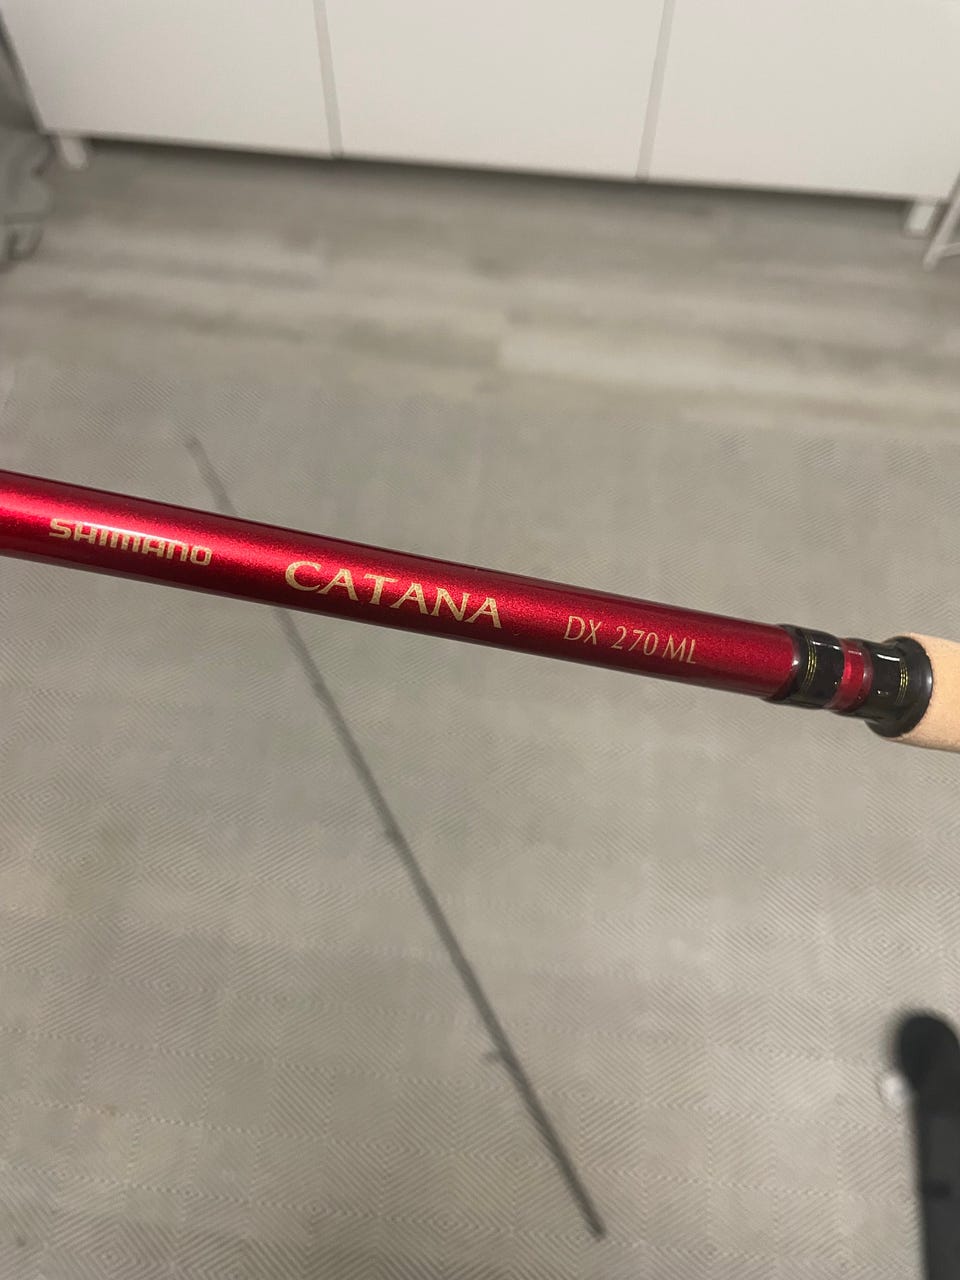 SHIMANO CATANA DX 270 ML